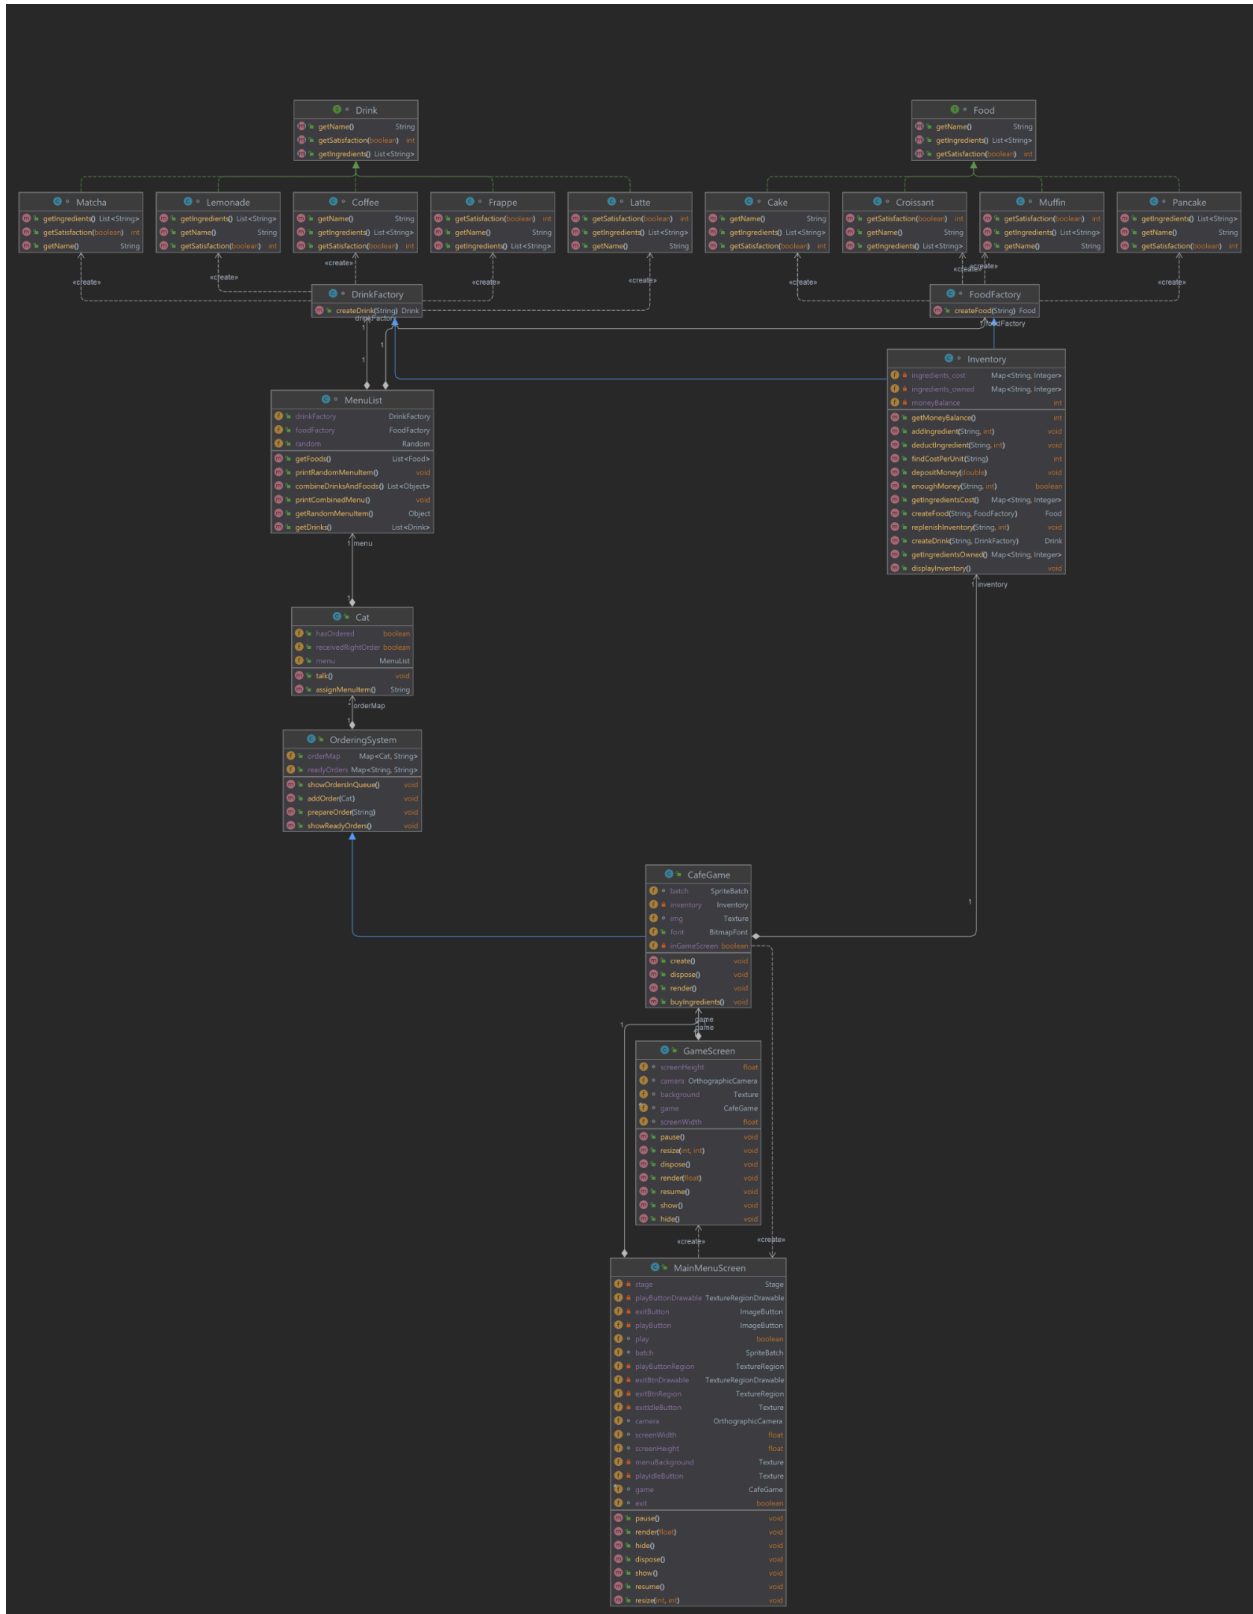 Drink
getName() String
getSatisfaction(boolean) int
getIngredients() List<String>
Food
getName() String
getIngredients() List<String>
getSatisfaction(boolean) int
Matcha
getIngredients() List<String>
getSatisfaction(boolean) int
getName() String
Lemonade
getIngredients() List<String>
getName() String
getSatisfaction(boolean) int
Coffee
getName() String
getIngredients() List<String>
getSatisfaction(boolean) int
Frappe
getSatisfaction(boolean) int
getName() String
getIngredients() List<String>
Latte
getSatisfaction(boolean) int
getIngredients() List<String>
getName() String
Cake
getName() String
getIngredients() List<String>
getSatisfaction(boolean) int
Croissant
getSatisfaction(boolean) int
getName() String
getIngredients() List<String>
Muffin
getSatisfaction(boolean) int
getIngredients() List<String>
getName() String
Pancake
getIngredients() List<String>
getName() String
getSatisfaction(boolean) int
«create»
«create»
«create»
«create»
«create»
«create»
«create»
«create»
«create»
DrinkFactory
createDrink(String) Drink
drinkFactory
1
1
1
FoodFactory
createFood(String) Food
1
foodFactory
MenuList
drinkFactory DrinkFactory
foodFactory FoodFactory
random Random
getFoods() List<Food>
printRandomMenuItem() void
combineDrinksAndFoods() List<Object>
printCombinedMenu() void
getRandomMenuItem() Object
getDrinks() List<Drink>
1 menu
1
Inventory
ingredients_cost Map<String, Integer>
ingredients_owned Map<String, Integer>
moneyBalance int
getMoneyBalance() int
addIngredient(String, int) void
deductIngredient(String, int) void
findCostPerUnit(String) int
depositMoney(double) void
enoughMoney(String, int) boolean
getIngredientsCost() Map<String, Integer>
createFood(String, FoodFactory) Food
replenishInventory(String, int) void
createDrink(String, DrinkFactory) Drink
getIngredientsOwned() Map<String, Integer>
displayInventory() void
1 inventory
1
Cat
hasOrdered boolean
receivedRightOrder boolean
menu MenuList
talk() void
assignMenuItem() String
* orderMap
1
OrderingSystem
orderMap Map<Cat, String>
readyOrders Map<String, String>
showOrdersInQueue() void
addOrder(Cat) void
prepareOrder(String) void
showReadyOrders() void
CafeGame
batch SpriteBatch
inventory Inventory
img Texture
font BitmapFont
inGameScreen boolean
create() void
dispose() void
render() void
buyIngredients() void
game
game
1
GameScreen
screenHeight float
camera OrthographicCamera
background Texture
game CafeGame
screenWidth float
pause() void
resize(int, int) void
dispose() void
render(float) void
resume() void
show() void
hide() void
«create»
«create»
MainMenuScreen
stage Stage
playButtonDrawable TextureRegionDrawable
exitButton ImageButton
playButton ImageButton
play boolean
batch SpriteBatch
playButtonRegion TextureRegion
exitBtnDrawable TextureRegionDrawable
exitBtnRegion TextureRegion
exitIdleButton Texture
camera OrthographicCamera
screenWidth float
screenHeight float
menuBackground Texture
playIdleButton Texture
game CafeGame
exit boolean
pause() void
render(float) void
hide() void
dispose() void
show() void
resume() void
resize(int, int) void